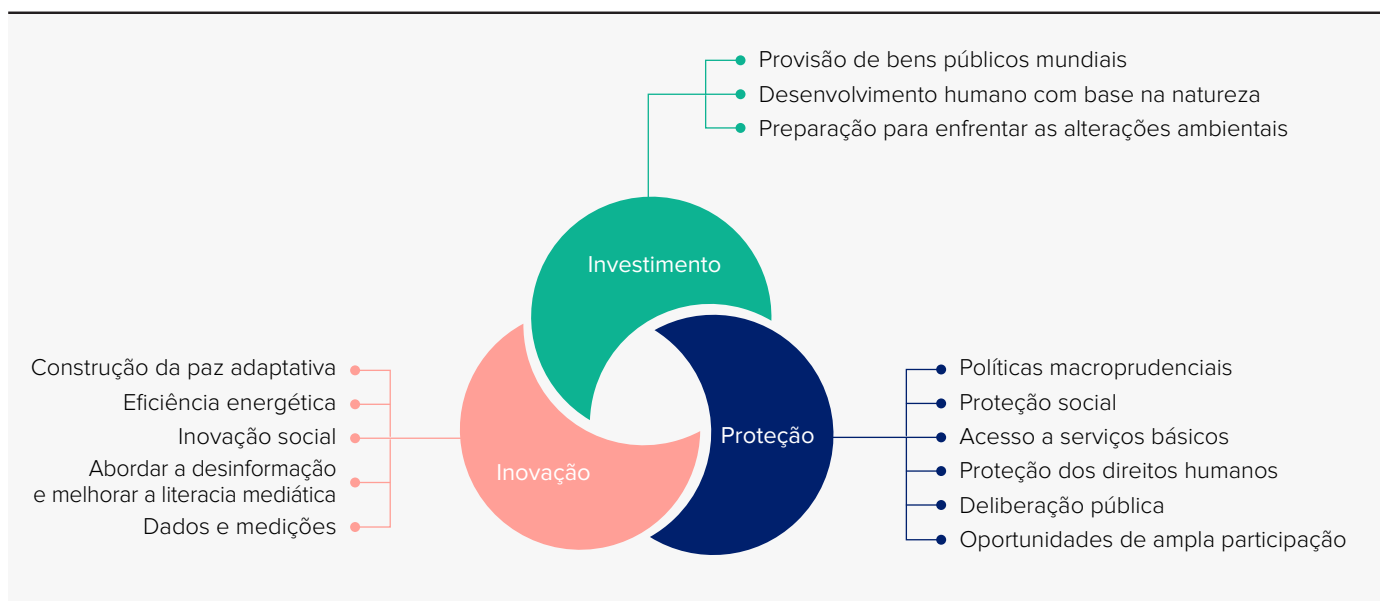 Provisão de bens públicos mundiais
Desenvolvimento humano com base na natureza
Preparação para enfrentar as alterações ambientais
Investimento
Construção da paz adaptativa
Eficiência energética
Inovação social
Abordar a desinformação
e melhorar a literacia mediática
Dados e medições
Inovação
Proteção
Políticas macroprudenciais
Proteção social
Acesso a serviços básicos
Proteção dos direitos humanos
Deliberação pública
Oportunidades de ampla participação